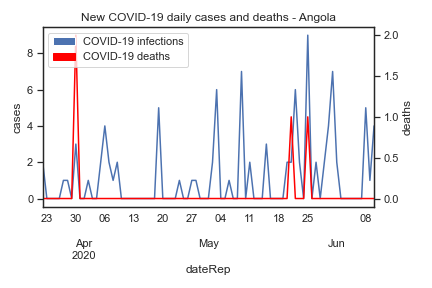 New COVID-19 daily cases and deaths - Angola
COVID-19 infections
COVID-19 deaths
8
6
4
2
0
cases
2.0
1.5
1.0
0.5
0.0
deaths
23 30 06 13 20 27 04 11 18 25 08
Apr May Jun
2020
dateRep